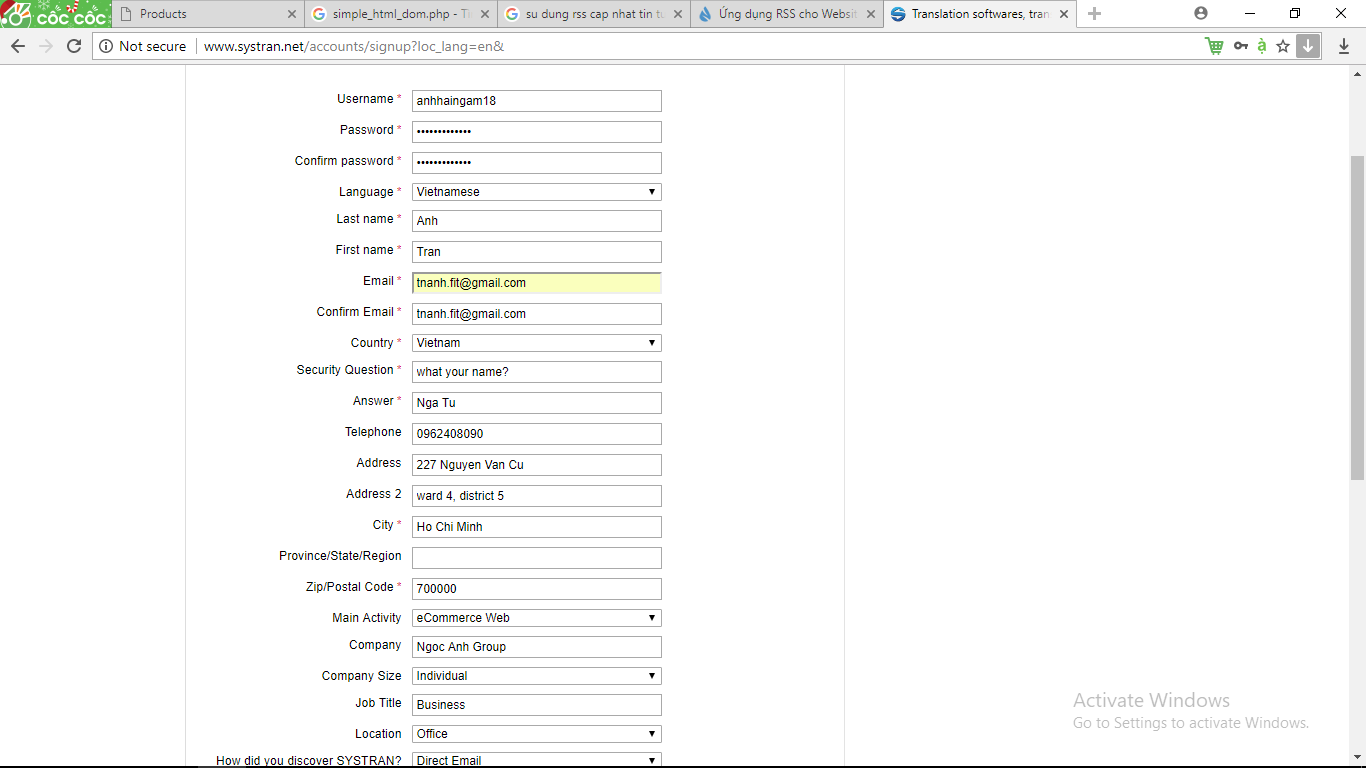 cốc cốc
Products
simple_html_dom.php - T
su dung rss cap nhat tin tu
Ứng dụng RSS cho Websit
Translation softwares, tran
Not secure
www.systran.net/accounts/signup?loc_lang=en&
Username * anhhaingam18
Password * •••••••••••••
Confirm password * •••••••••••••
Language * Vietnamese
Last name * Anh
First name * Tran
Email * tnanh.fit@gmail.com
Confirm Email * tnanh.fit@gmail.com
Country * Vietnam
Security Question * what your name?
Answer * Nga Tu
Telephone 0962408090
Address 227 Nguyen Van Cu
Address 2 ward 4, district 5
City * Ho Chi Minh
Province/State/Region
Zip/Postal Code * 700000
Main Activity eCommerce Web
Company Ngoc Anh Group
Company Size Individual
Job Title Business
Location Office
How did you discover SYSTRAN? Direct Email
Activate Windows
Go to Settings to activate Windows.